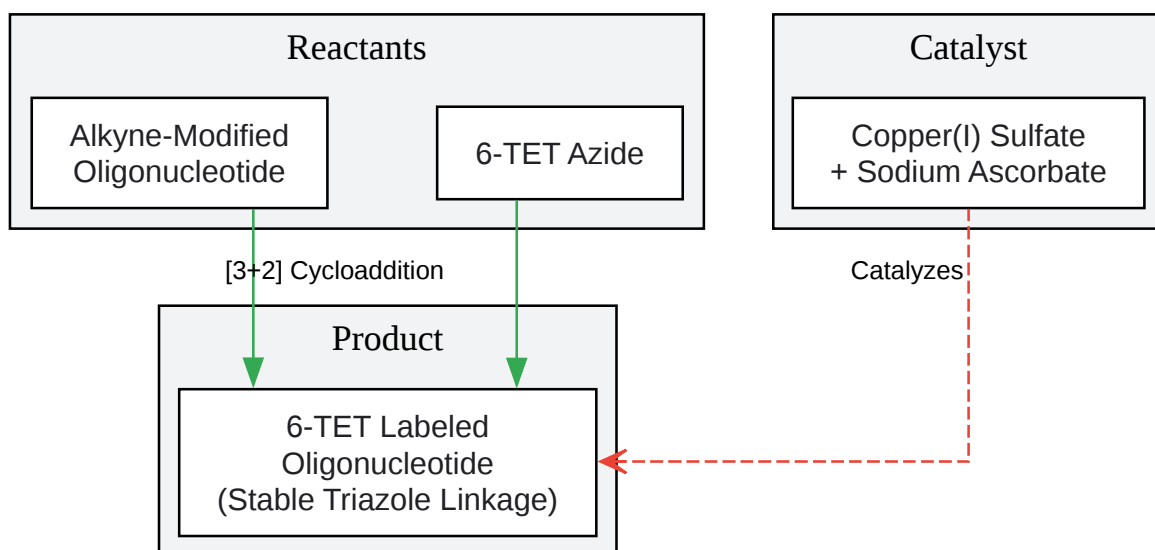 Reactants
Catalyst
Alkyne-Modified
Oligonucleotide
6-TET Azide
Copper(I) Sulfate
+ Sodium Ascorbate
[3+2] Cycloaddition
Catalyzes
Product
6-TET Labeled
Oligonucleotide
(Stable Triazole Linkage)